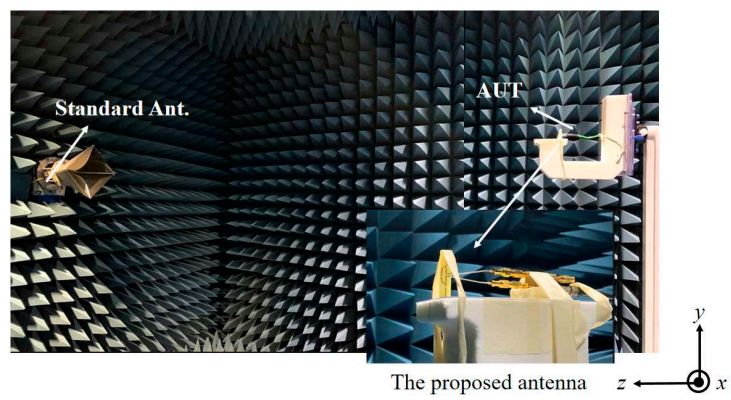 Standard Ant.
AUT
The proposed antenna
y
z
x